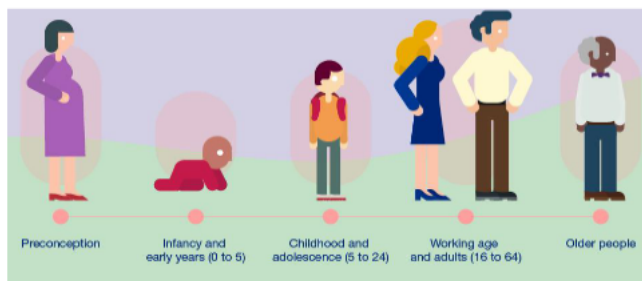 Preconception
Infancy and
early years (0 to 5)
Childhood and
adolescence (5 to 24)
Working age
and adults (16 to 64)
Older people